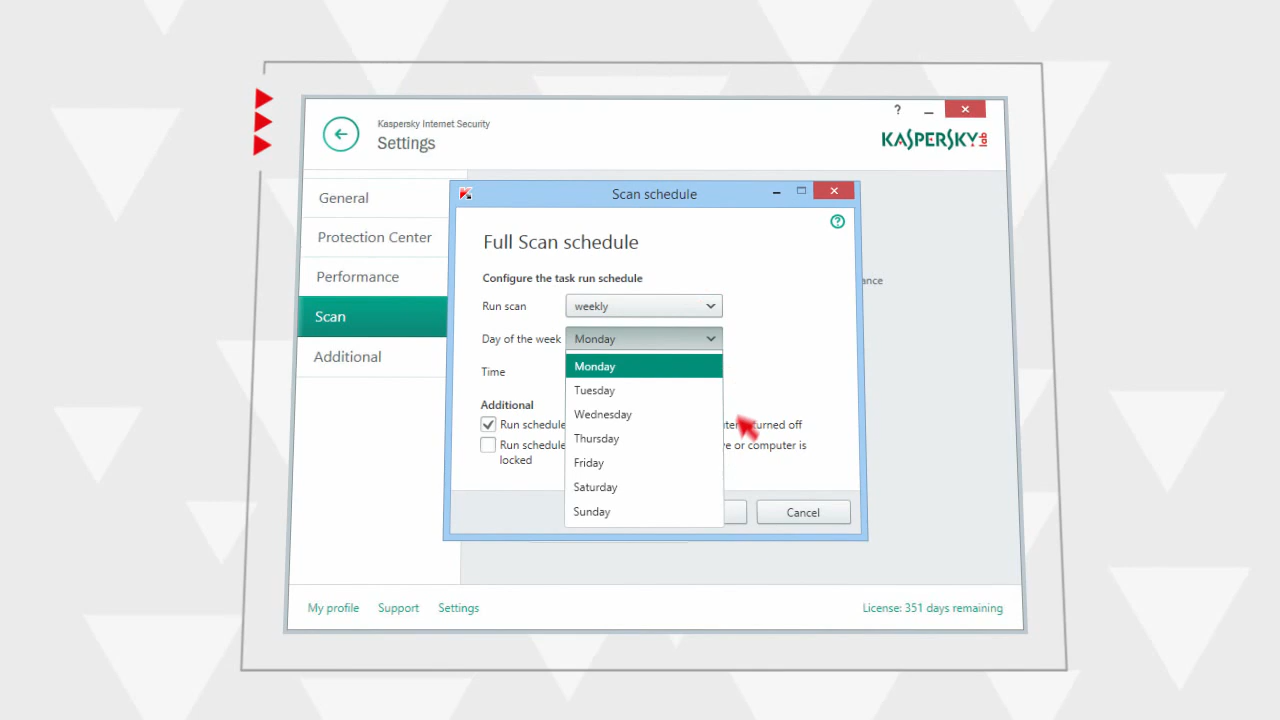 Kaspersky Internet Security
Settings
?
KASPERSKY lab
General
Protection Center
Performance
Scan
Additional
Scan schedule
?
Full Scan schedule
Configure the task run schedule
Run scan weekly
Day of the week Monday
Monday
Time
Tuesday
Additional
Wednesday
Run schedule turned off
Thursday
Run schedule or computer is
locked
Friday
Saturday
Sunday
Cancel
My profile Support Settings License: 351 days remaining